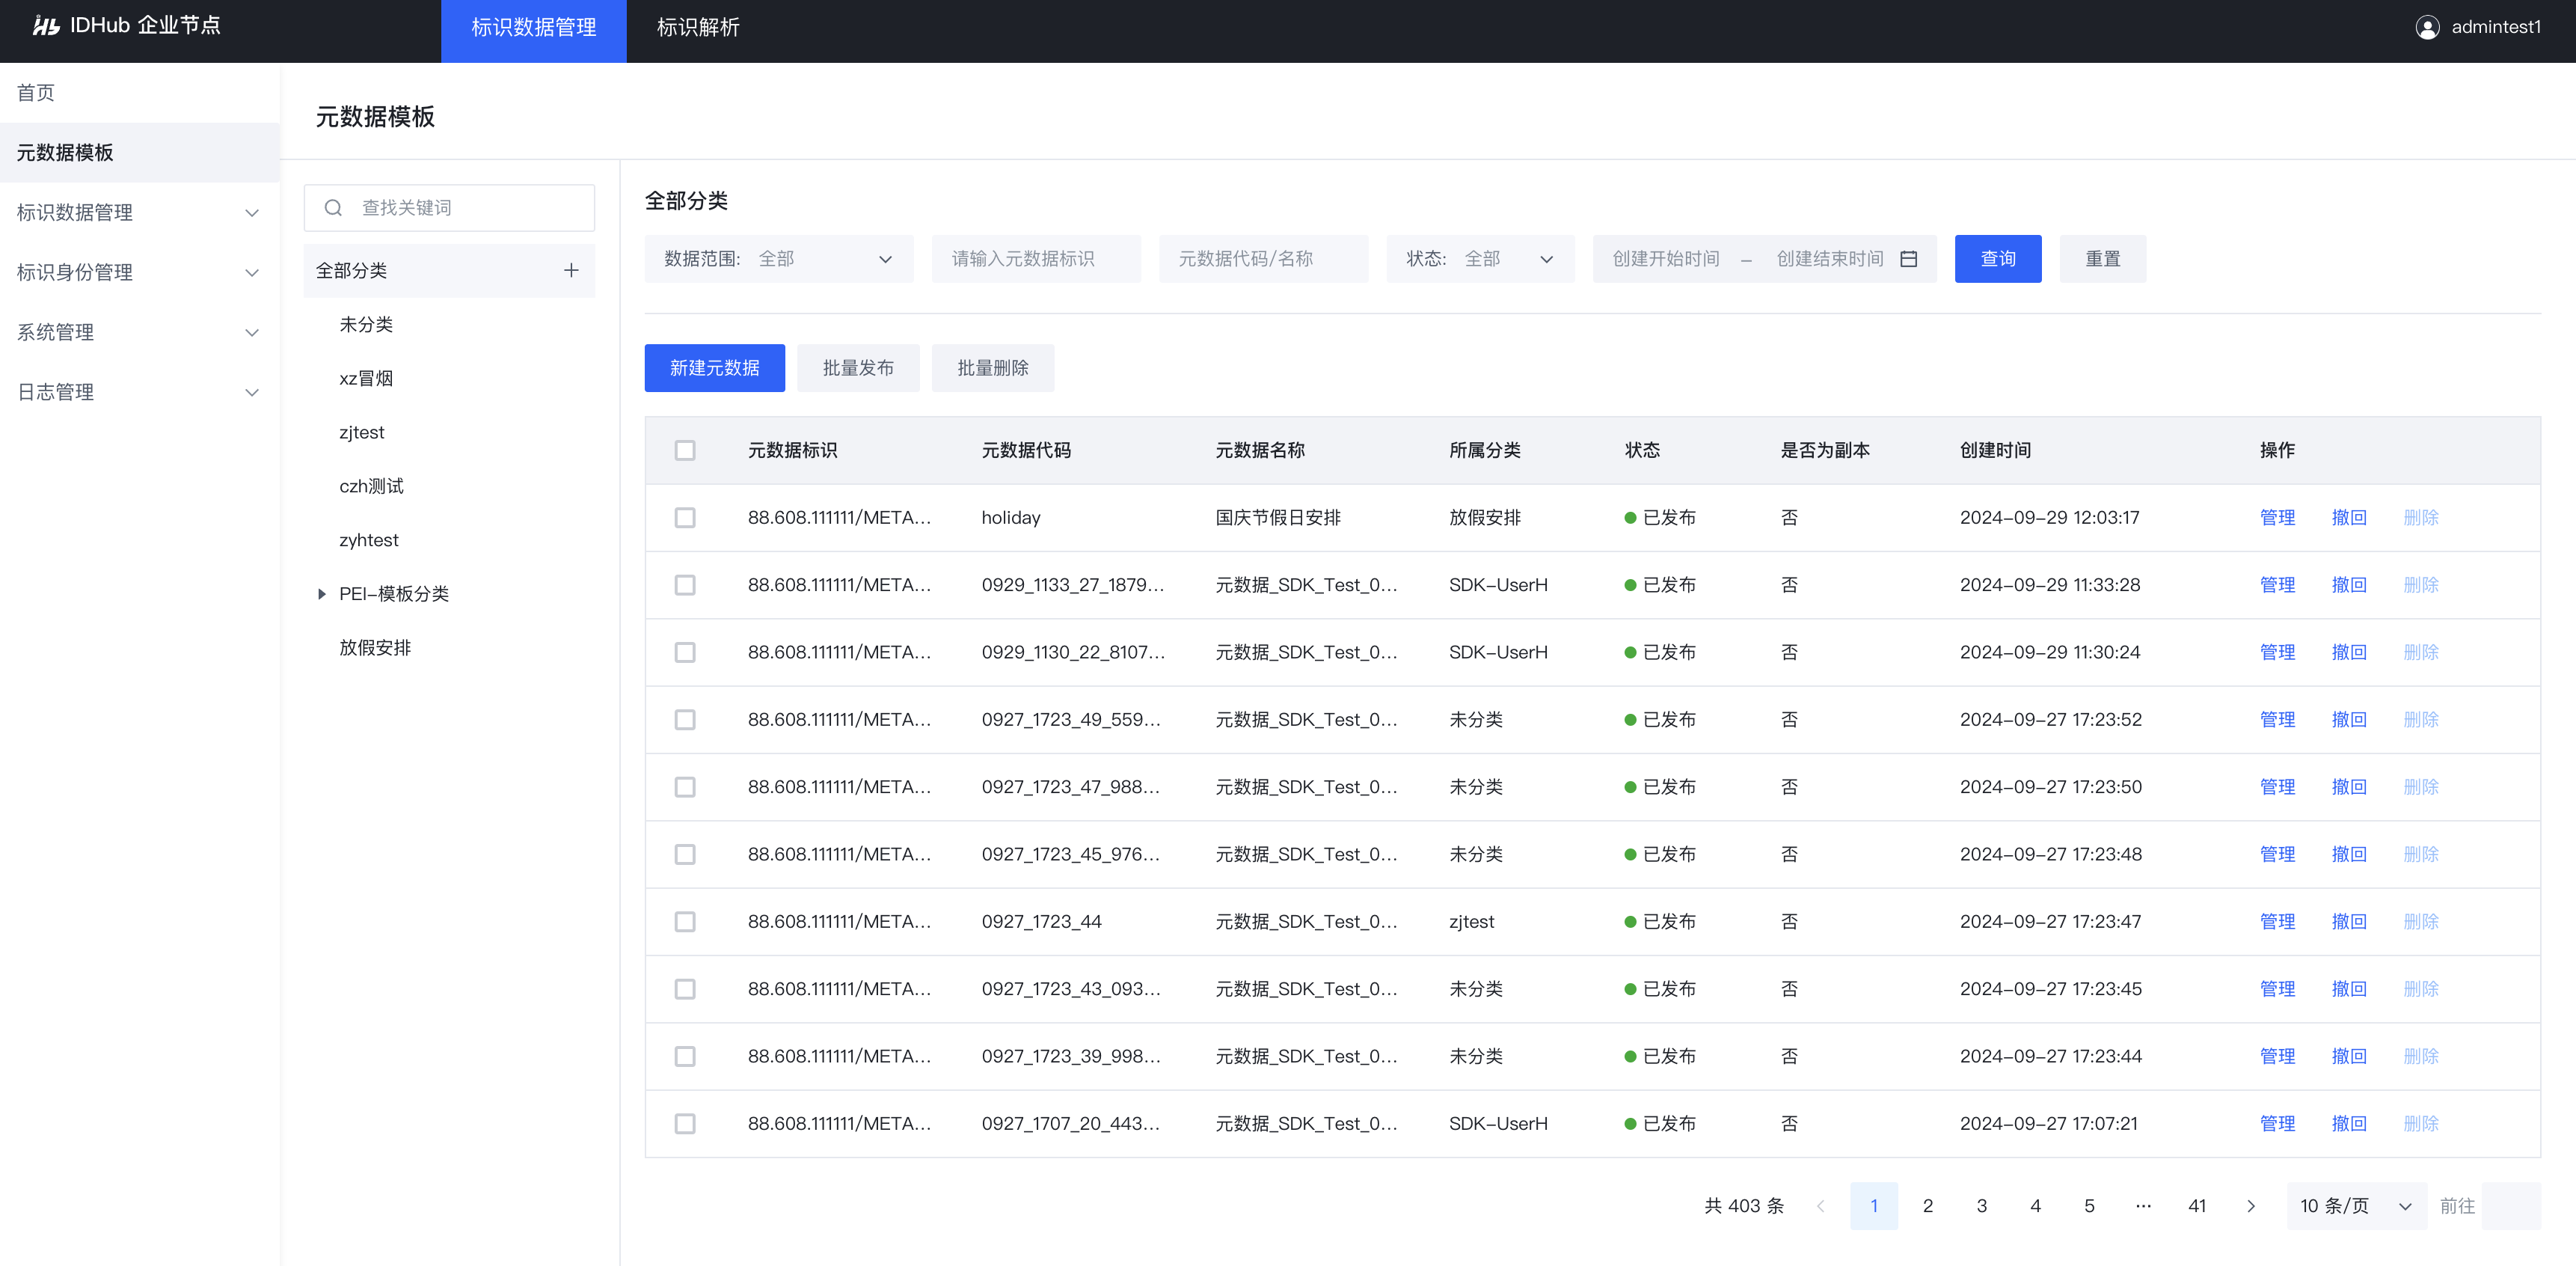 IDHub 企业节点
标识数据管理
标识解析
admintest1
首页
元数据模板
标识数据管理
标识身份管理
系统管理
日志管理
元数据模板
查找关键词
全部分类
未分类
xz冒烟
zjtest
czh测试
zyhtest
PEI-模板分类
放假安排
全部分类
数据范围: 全部 请输入元数据标识 元数据代码/名称 状态: 全部 创建开始时间 – 创建结束时间 查询 重置
新建元数据 批量发布 批量删除
元数据标识 元数据代码 元数据名称 所属分类 状态 是否为副本 创建时间 操作
88.608.111111/META... holiday 国庆节假日安排 放假安排 已发布 否 2024-09-29 12:03:17 管理 撤回 删除
88.608.111111/META... 0929_1133_27_1879... 元数据_SDK_Test_0... SDK-UserH 已发布 否 2024-09-29 11:33:28 管理 撤回 删除
88.608.111111/META... 0929_1130_22_8107... 元数据_SDK_Test_0... SDK-UserH 已发布 否 2024-09-29 11:30:24 管理 撤回 删除
88.608.111111/META... 0927_1723_49_559... 元数据_SDK_Test_0... 未分类 已发布 否 2024-09-27 17:23:52 管理 撤回 删除
88.608.111111/META... 0927_1723_47_988... 元数据_SDK_Test_0... 未分类 已发布 否 2024-09-27 17:23:50 管理 撤回 删除
88.608.111111/META... 0927_1723_45_976... 元数据_SDK_Test_0... 未分类 已发布 否 2024-09-27 17:23:48 管理 撤回 删除
88.608.111111/META... 0927_1723_44 元数据_SDK_Test_0... zjtest 已发布 否 2024-09-27 17:23:47 管理 撤回 删除
88.608.111111/META... 0927_1723_43_093... 元数据_SDK_Test_0... 未分类 已发布 否 2024-09-27 17:23:45 管理 撤回 删除
88.608.111111/META... 0927_1723_39_998... 元数据_SDK_Test_0... 未分类 已发布 否 2024-09-27 17:23:44 管理 撤回 删除
88.608.111111/META... 0927_1707_20_443... 元数据_SDK_Test_0... SDK-UserH 已发布 否 2024-09-27 17:07:21 管理 撤回 删除
共 403 条 1 2 3 4 5 ··· 41 10 条/页 前往